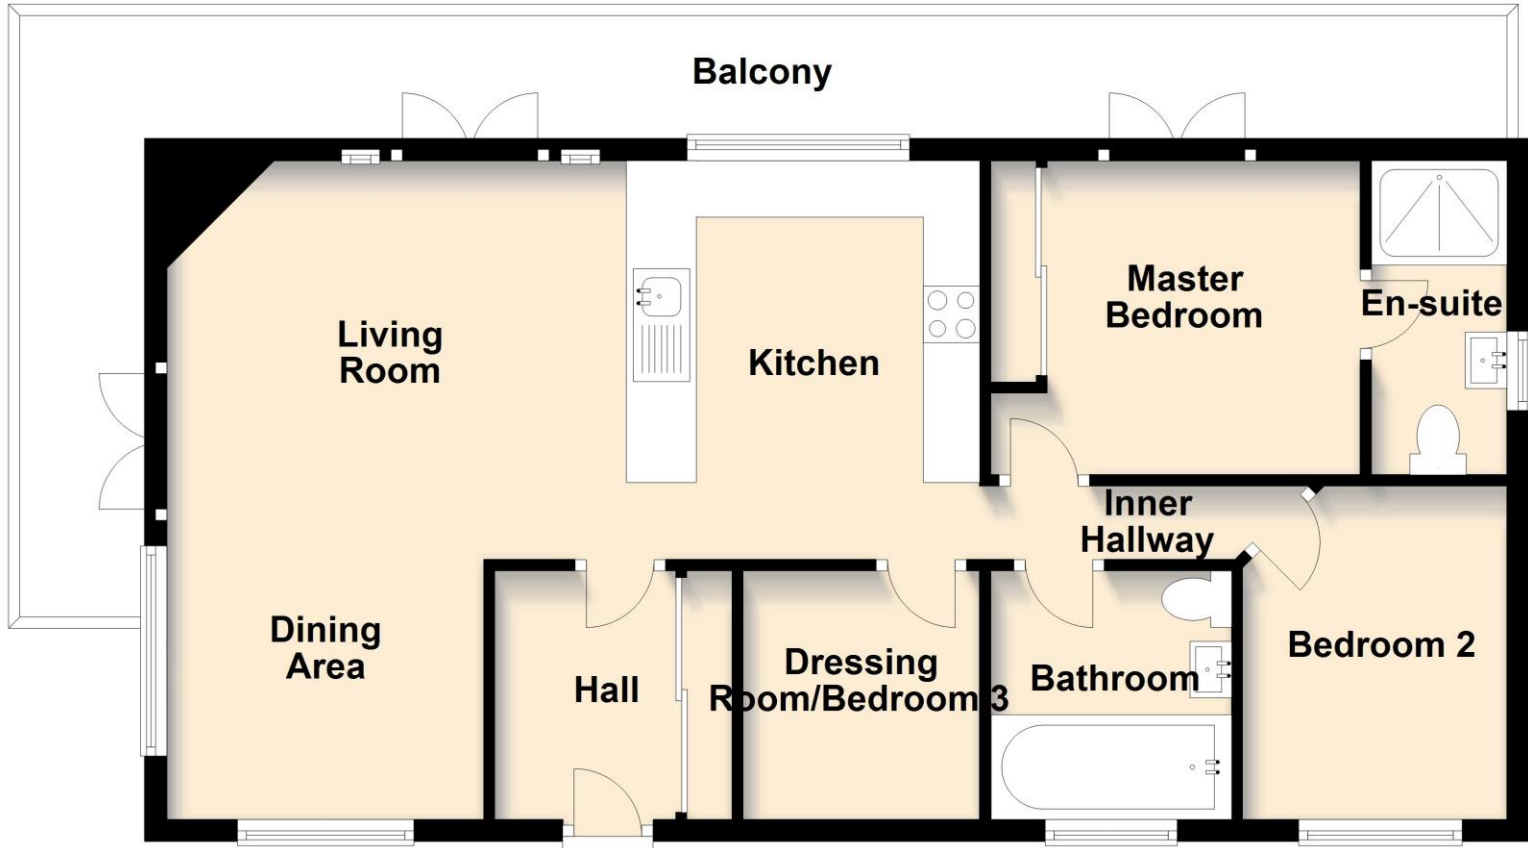 Balcony
Living
Room
Kitchen
Master
Bedroom
En-suite
Inner
Hallway
Dining
Area
Hall
Dressing
Room/Bedroom 3
Bathroom
Bedroom 2